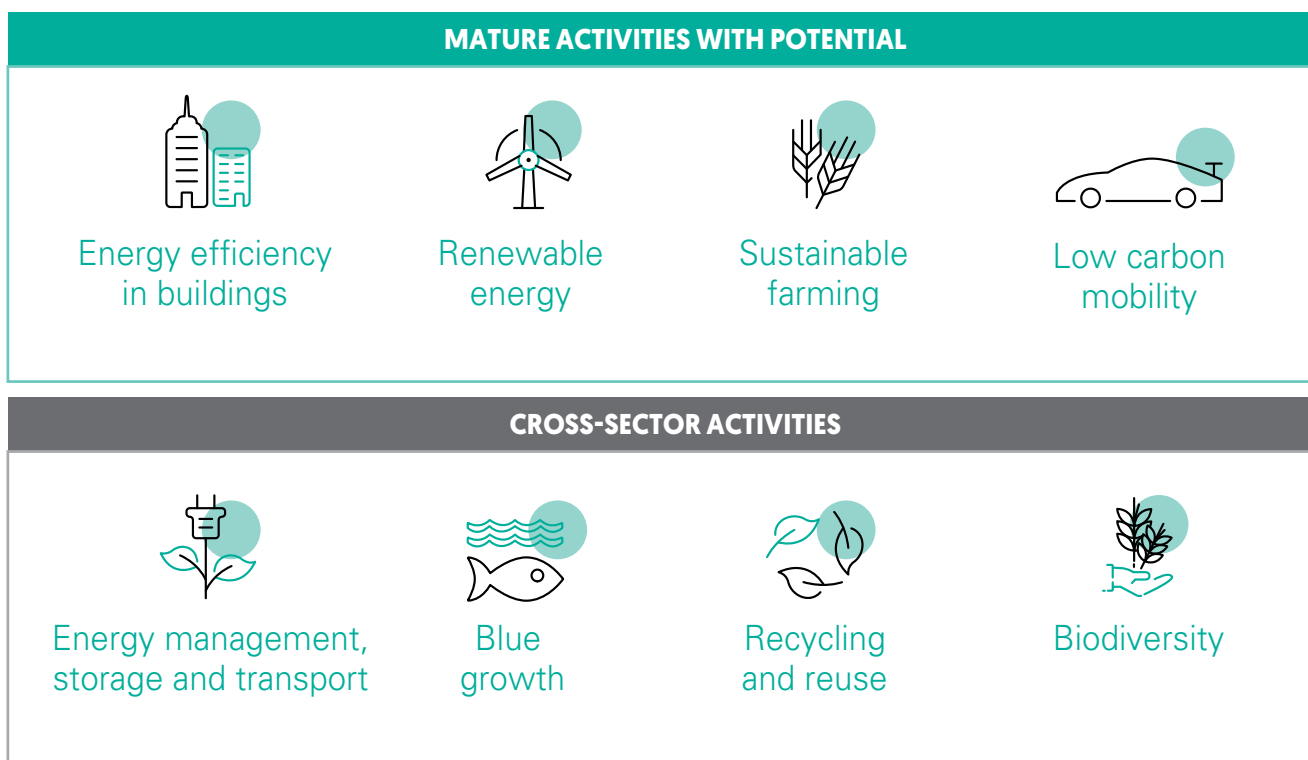 MATURE ACTIVITIES WITH POTENTIAL
Energy efficiency
in buildings
Renewable
energy
Sustainable
farming
Low carbon
mobility
CROSS-SECTOR ACTIVITIES
Energy management,
storage and transport
Blue
growth
Recycling
and reuse
Biodiversity